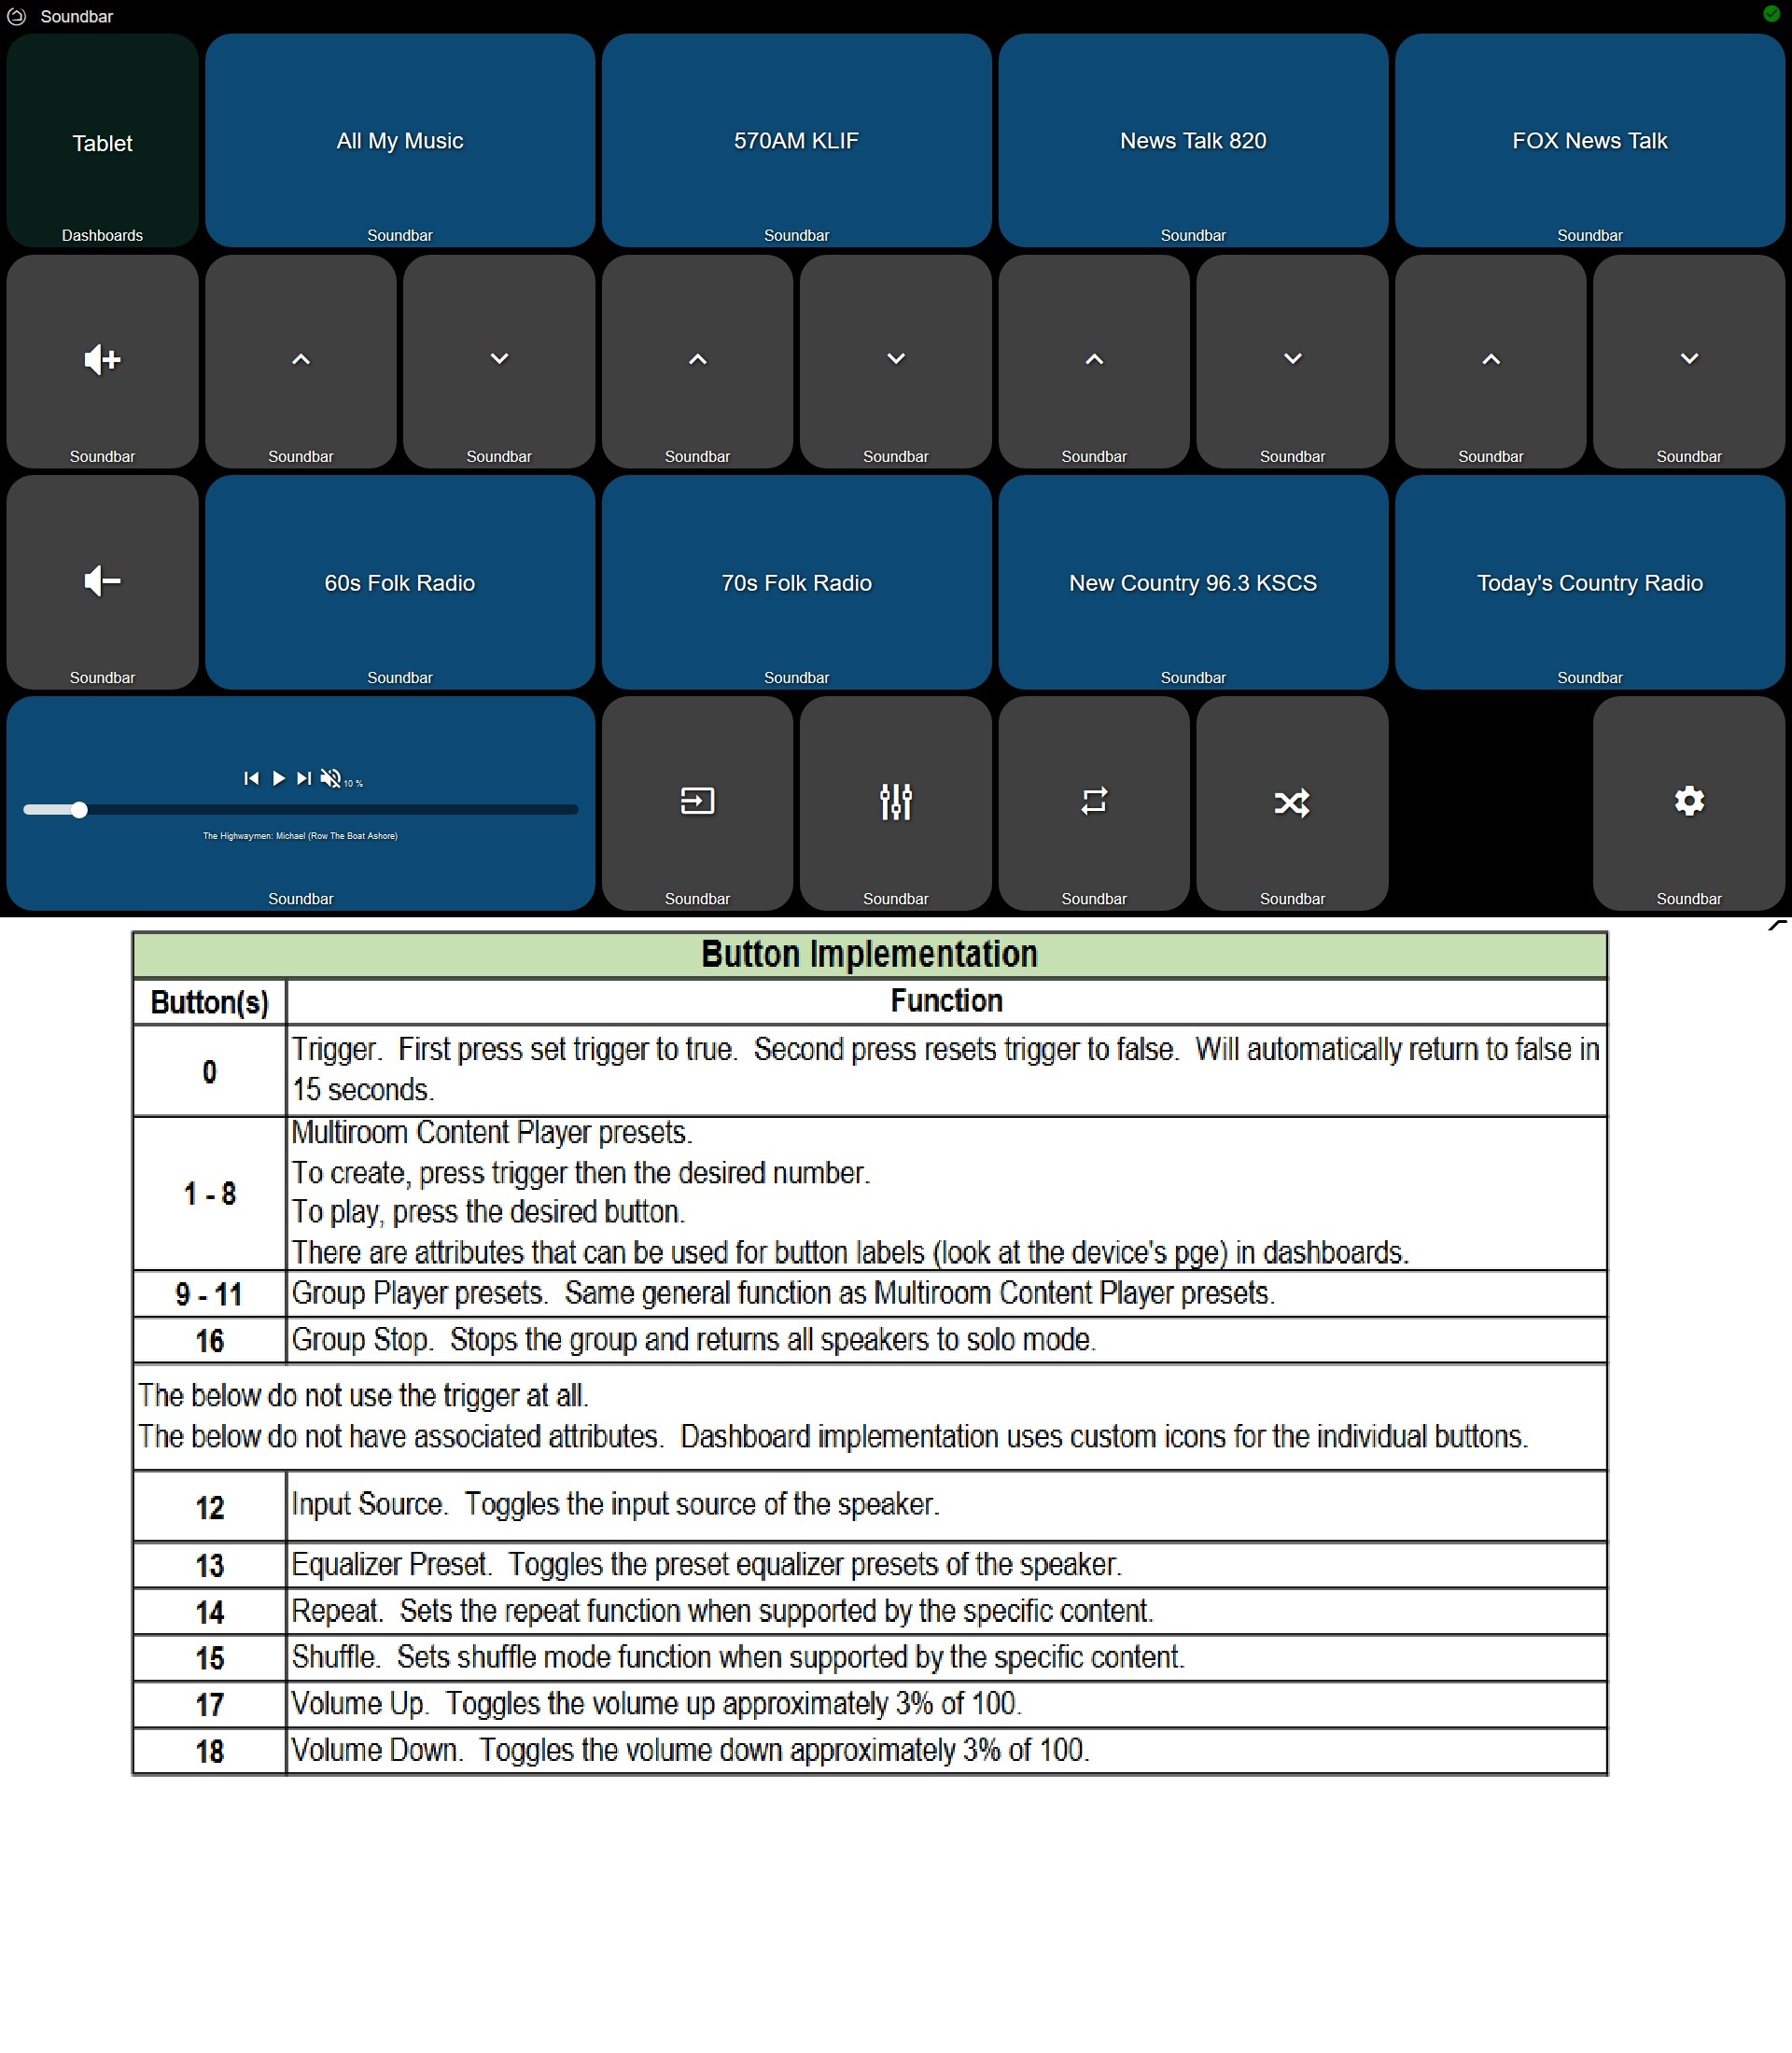 Soundbar
Tablet
All My Music
570AM KLIF
News Talk 820
FOX News Talk
Dashboards
Soundbar
Soundbar
Soundbar
Soundbar
Soundbar
Soundbar
Soundbar
Soundbar
Soundbar
Soundbar
Soundbar
Soundbar
Soundbar
60s Folk Radio
70s Folk Radio
New Country 96.3 KSCS
Today's Country Radio
Soundbar
Soundbar
Soundbar
Soundbar
Soundbar
10 %
The Highwaymen: Michael (Row The Boat Ashore)
Soundbar
Soundbar
Soundbar
Soundbar
Soundbar
Soundbar
Button Implementation
Button(s)
Function
0
Trigger. First press set trigger to true. Second press resets trigger to false. Will automatically return to false in
15 seconds.
1 - 8
Multiroom Content Player presets.
To create, press trigger then the desired number.
To play, press the desired button.
There are attributes that can be used for button labels (look at the device's pge) in dashboards.
9 - 11
Group Player presets. Same general function as Multiroom Content Player presets.
16
Group Stop. Stops the group and returns all speakers to solo mode.
The below do not use the trigger at all.
The below do not have associated attributes. Dashboard implementation uses custom icons for the individual buttons.
12
Input Source. Toggles the input source of the speaker.
13
Equalizer Preset. Toggles the preset equalizer presets of the speaker.
14
Repeat. Sets the repeat function when supported by the specific content.
15
Shuffle. Sets shuffle mode function when supported by the specific content.
17
Volume Up. Toggles the volume up approximately 3% of 100.
18
Volume Down. Toggles the volume down approximately 3% of 100.